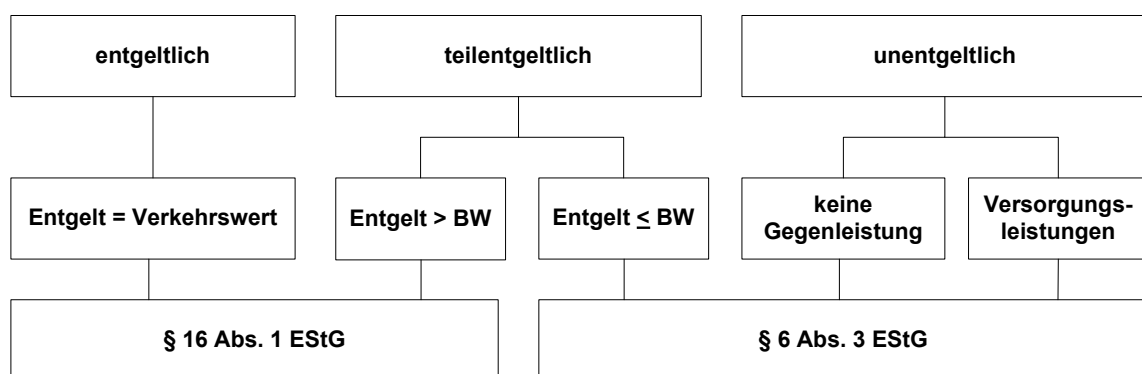 entgeltlich
teilentgeltlich
unentgeltlich
Entgelt = Verkehrswert
Entgelt > BW
Entgelt < BW
keine
Gegenleistung
Versorgungs-
leistungen
§ 16 Abs. 1 EStG
§ 6 Abs. 3 EStG